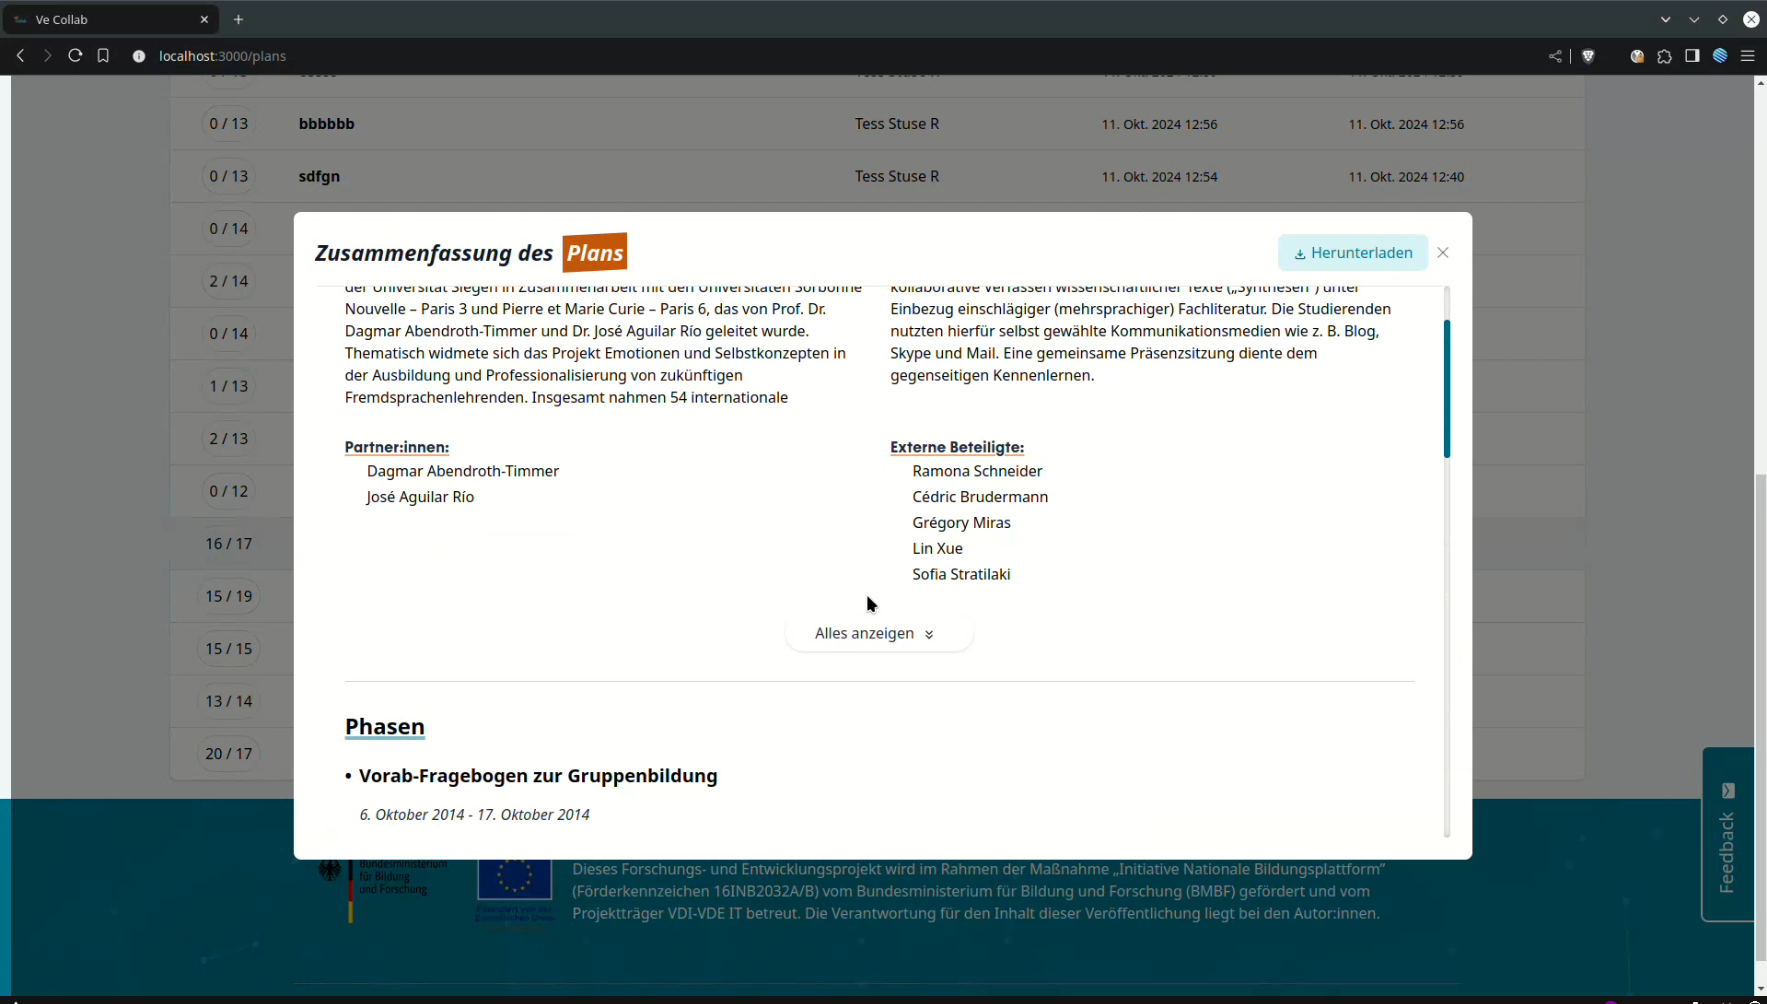 Ve Collab
localhost:3000/plans
0 / 13 bbbbbb Tess Stuse R 11. Okt. 2024 12:56 11. Okt. 2024 12:56
0 / 13 sdfgn Tess Stuse R 11. Okt. 2024 12:54 11. Okt. 2024 12:40
0 / 14
2 / 14
0 / 14
1 / 13
2 / 13
0 / 12
16 / 17
15 / 19
15 / 15
13 / 14
20 / 17
Zusammenfassung des Plans
Herunterladen
der Universität Siegen in Zusammenarbeit mit den Universitäten Sorbonne
Nouvelle – Paris 3 und Pierre et Marie Curie – Paris 6, das von Prof. Dr.
Dagmar Abendroth-Timmer und Dr. José Aguilar Río geleitet wurde.
Thematisch widmete sich das Projekt Emotionen und Selbstkonzepten in
der Ausbildung und Professionalisierung von zukünftigen
Fremdsprachenlehrenden. Insgesamt nahmen 54 internationale
kollaborative Verfassen wissenschaftlicher Texte („Synthesen“) unter
Einbezug einschlägiger (mehrsprachiger) Fachliteratur. Die Studierenden
nutzten hierfür selbst gewählte Kommunikationsmedien wie z. B. Blog,
Skype und Mail. Eine gemeinsame Präsenzsitzung diente dem
gegenseitigen Kennenlernen.
Partner:innen:
Dagmar Abendroth-Timmer
José Aguilar Río
Externe Beteiligte:
Ramona Schneider
Cédric Brudermann
Grégory Miras
Lin Xue
Sofia Stratilaki
Alles anzeigen
Phasen
• Vorab-Fragebogen zur Gruppenbildung
6. Oktober 2014 - 17. Oktober 2014
Feedback
Bundesministerium
für Bildung
und Forschung
Dieses Forschungs- und Entwicklungsprojekt wird im Rahmen der Maßnahme „Initiative Nationale Bildungsplattform”
(Förderkennzeichen 16INB2032A/B) vom Bundesministerium für Bildung und Forschung (BMBF) gefördert und vom
Projektträger VDI-VDE IT betreut. Die Verantwortung für den Inhalt dieser Veröffentlichung liegt bei den Autor:innen.